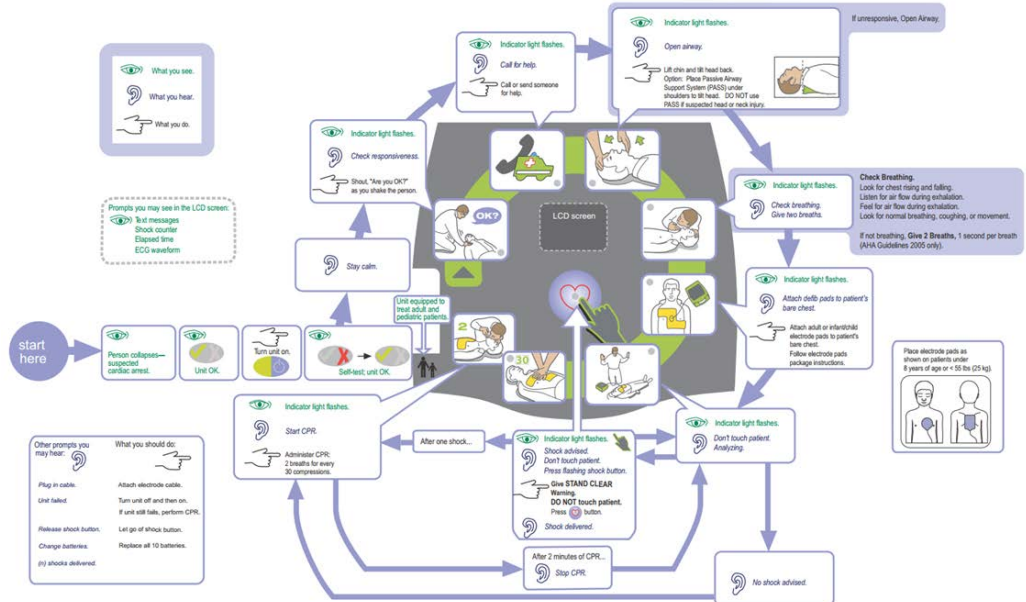 What you see.
What you hear.
What you do.
Prompts you may see in the LCD screen:
Text messages
Shock counter
Elapsed time
ECG waveform
start
here
Person collapses—
suspected
cardiac arrest.
Unit OK.
Turn unit on.
Self-test; unit OK.
Unit equipped to
treat adult and
pediatric patients.
Stay calm.
Indicator light flashes.
Check responsiveness.
Shout, "Are you OK?"
as you shake the person.
OK?
Indicator light flashes.
Call for help.
Call or send someone
for help.
Indicator light flashes.
Open airway.
Lift chin and tilt head back.
Option: Place Passive Airway
Support System (PASS) under
shoulders to tilt head. DO NOT use
PASS if suspected head or neck injury.
If unresponsive, Open Airway.
LCD screen
Indicator light flashes.
Check breathing.
Give two breaths.
Check Breathing.
Look for chest rising and falling.
Listen for air flow during exhalation.
Feel for air flow during exhalation.
Look for normal breathing, coughing, or movement.
If not breathing, Give 2 Breaths, 1 second per breath
(AHA Guidelines 2005 only).
Indicator light flashes.
Attach defib pads to patient's
bare chest.
Attach adult or infant/child
electrode pads to patient's
bare chest.
Follow electrode pads
package instructions.
Place electrode pads as
shown on patients under
8 years of age or < 55 lbs (25 kg).
Indicator light flashes.
Don't touch patient.
Analyzing.
Indicator light flashes.
Shock advised.
Don't touch patient.
Press flashing shock button.
Give STAND CLEAR
Warning.
DO NOT touch patient.
Press button.
Shock delivered.
After one shock...
2
30
Indicator light flashes.
Start CPR.
Administer CPR:
2 breaths for every
30 compressions.
After 2 minutes of CPR...
Stop CPR.
No shock advised.
Other prompts you
may hear:
What you should do:
Plug in cable.
Attach electrode cable.
Unit failed.
Turn unit off and then on.
If unit still fails, perform CPR.
Release shock button.
Let go of shock button.
Change batteries.
Replace all 10 batteries.
(n) shocks delivered.